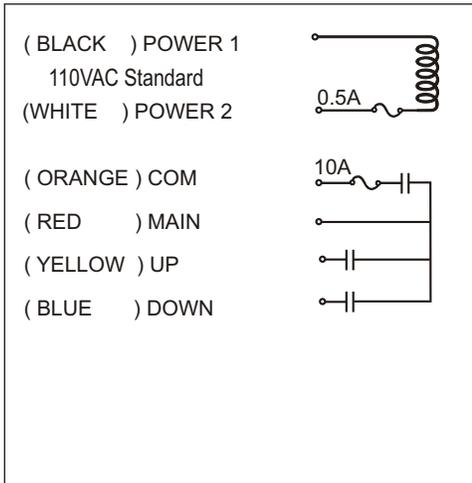 ( BLACK ) POWER 1
110VAC Standard
(WHITE ) POWER 2
0.5A
( ORANGE ) COM
10A
( RED ) MAIN
( YELLOW ) UP
( BLUE ) DOWN